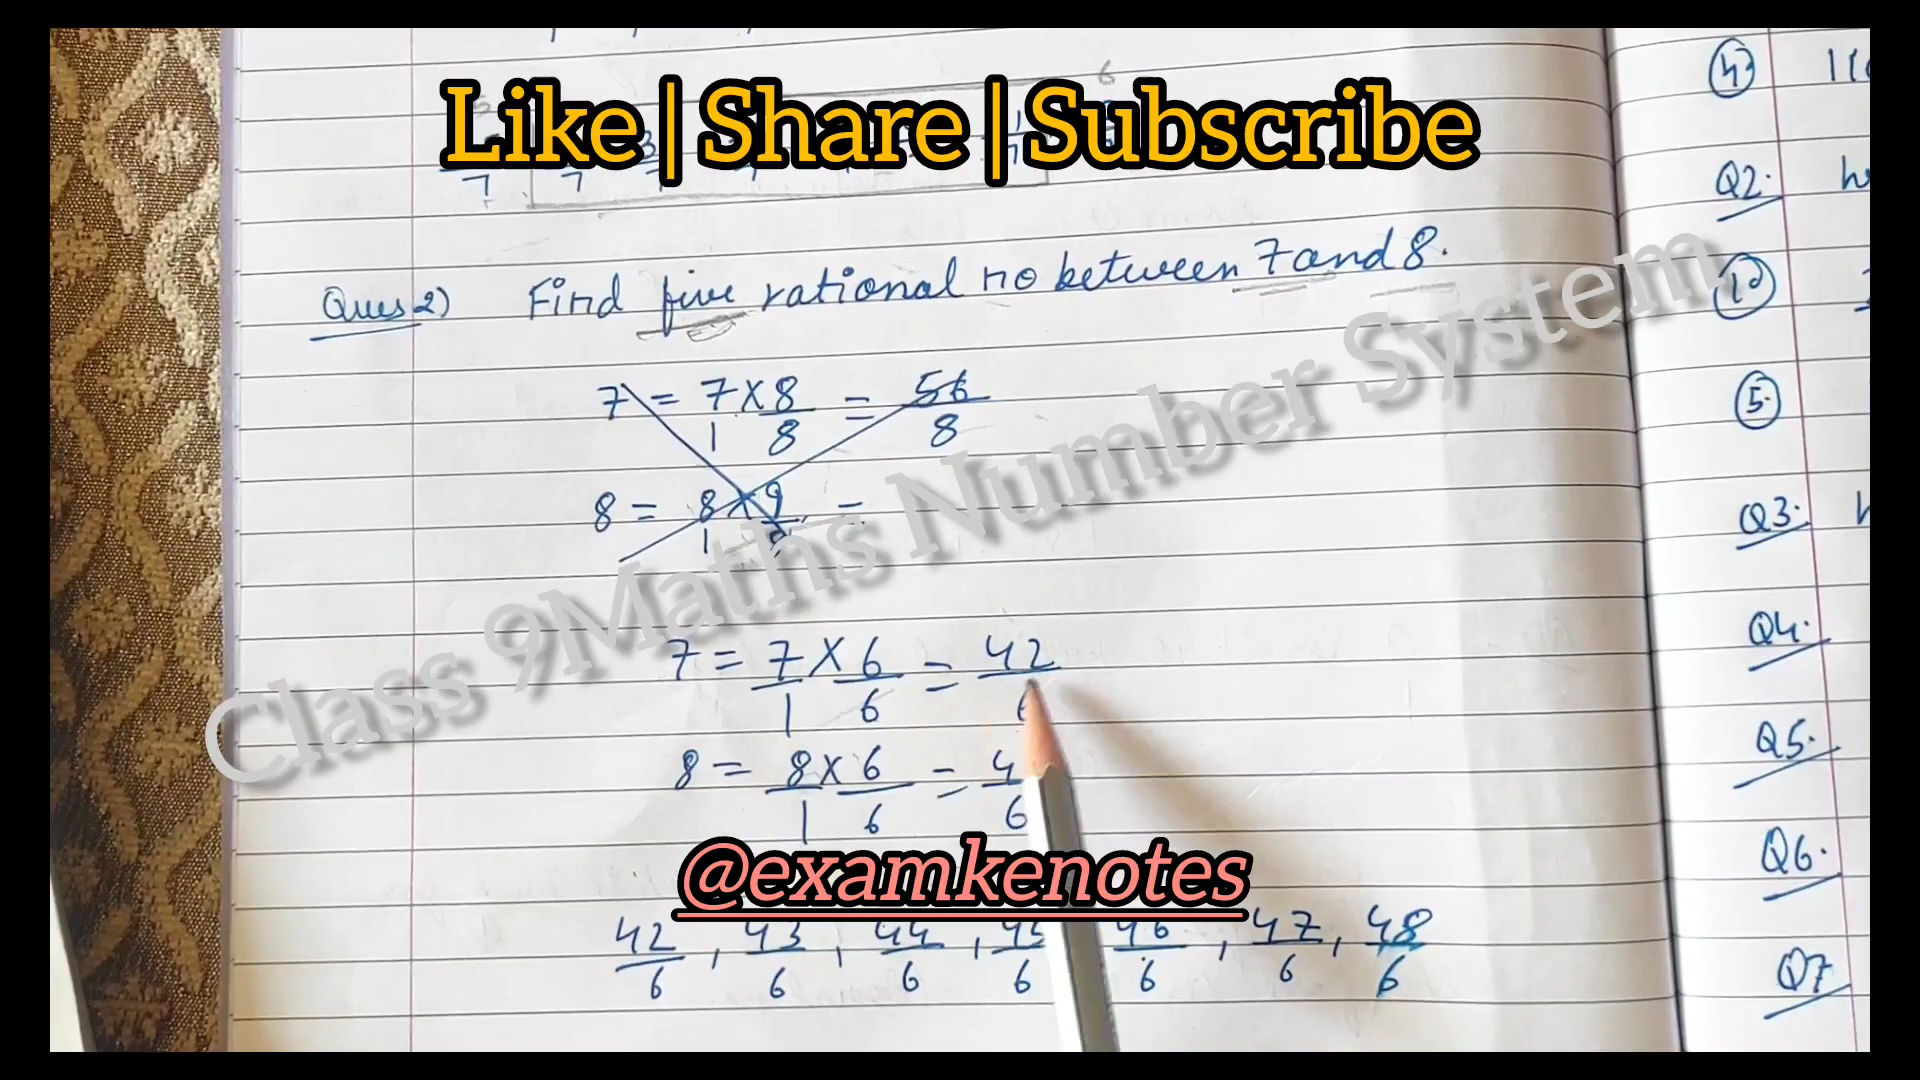 Like|Share|Subscribe
Ques 2) Find five rational no between 7 and 8.
7 = 7/1 × 8/8 = 56/8
8 = 8/1 ×
7 = 7/1 × 6/6 = 42/6
8 = 8/1 × 6/6 =
Class 9Maths Number System
@examkenotes
42/6 , 43/6 , 44/6 , 45/6 46/6 , 47/6 , 48/6
Q2.
5.
Q3.
Q4.
Q5.
Q6.
Q7